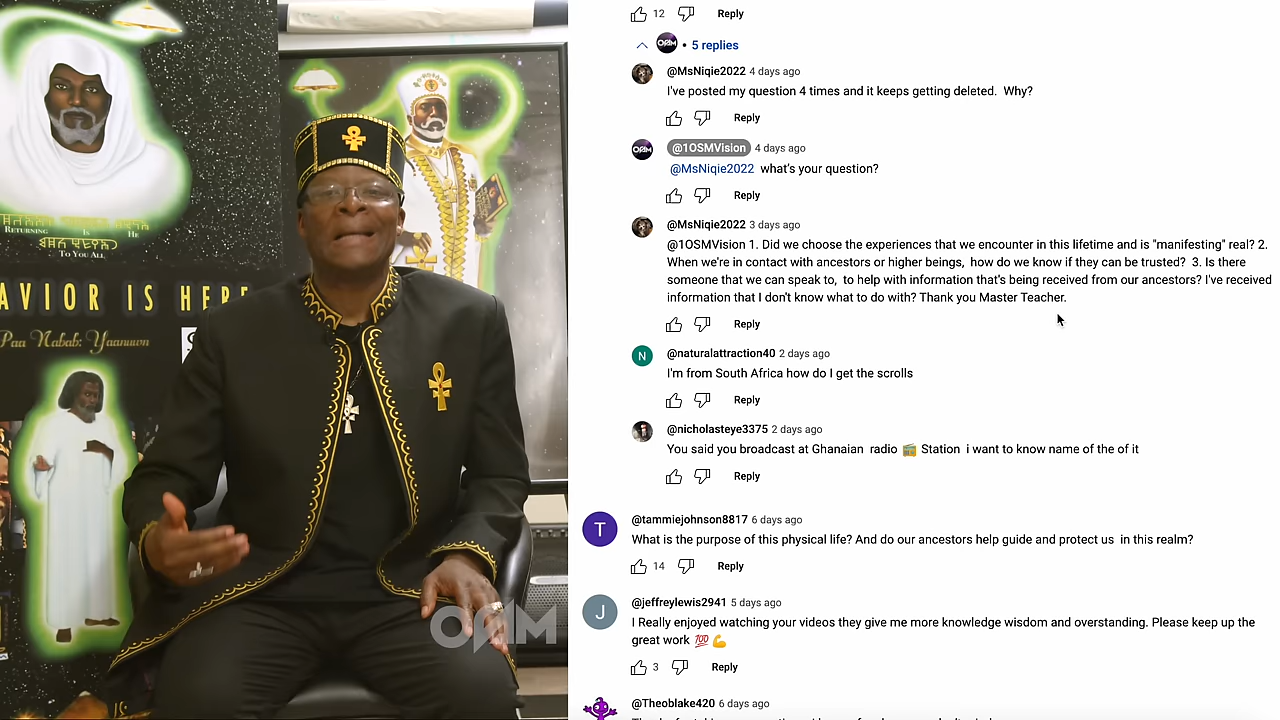 RETURNING IS HE
TO YOU ALL
AVIOR IS HERE
Paa Nabab: Yaanuwn
OSM
12 Reply
OSM • 5 replies
@MsNiqie2022 4 days ago
I've posted my question 4 times and it keeps getting deleted. Why?
Reply
OSM @1OSMVision 4 days ago
@MsNiqie2022 what's your question?
Reply
@MsNiqie2022 3 days ago
@1OSMVision 1. Did we choose the experiences that we encounter in this lifetime and is "manifesting" real? 2.
When we're in contact with ancestors or higher beings, how do we know if they can be trusted? 3. Is there
someone that we can speak to, to help with information that's being received from our ancestors? I've received
information that I don't know what to do with? Thank you Master Teacher.
Reply
N @naturalattraction40 2 days ago
I'm from South Africa how do I get the scrolls
Reply
@nicholasteye3375 2 days ago
You said you broadcast at Ghanaian radio 📻 Station i want to know name of the of it
Reply
T @tammiejohnson8817 6 days ago
What is the purpose of this physical life? And do our ancestors help guide and protect us in this realm?
14 Reply
J @jeffreylewis2941 5 days ago
I Really enjoyed watching your videos they give me more knowledge wisdom and overstanding. Please keep up the
great work 💯 💪
3 Reply
@Theoblake420 6 days ago